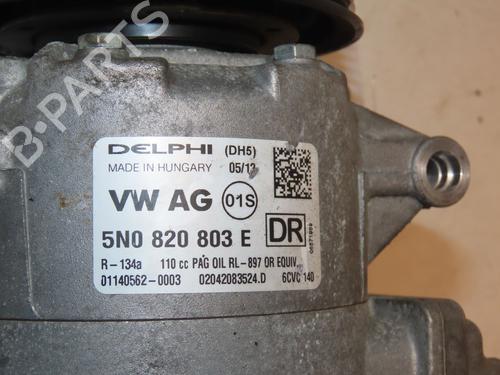 B-PARTS
DELPHI (DH5)
MADE IN HUNGARY 05/13
VW AG 01S
5N0 820 803 E DR
R-134a 110 cc PAG OIL RL-897 OR EQUIV.
01140562-0003 02042083524.D 6CVC 140